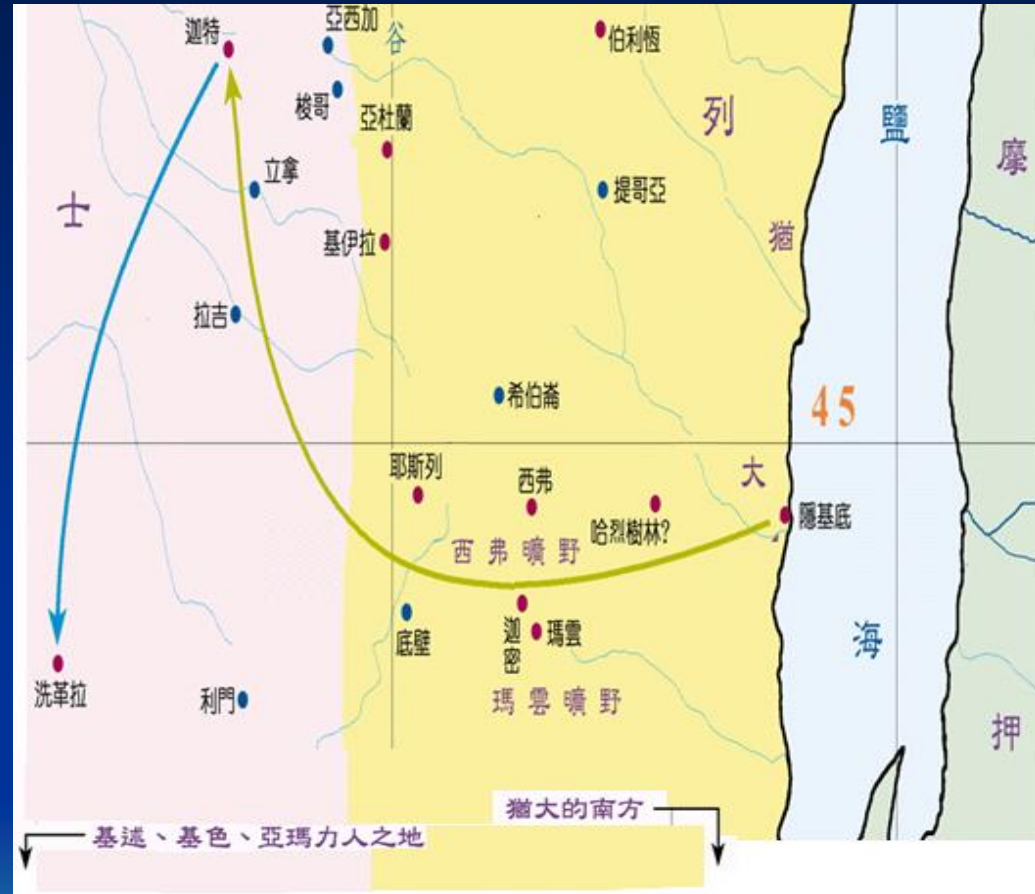 亞西加
迦特
谷
伯利恆
梭哥
列
鹽
亞杜蘭
摩
立拿
提哥亞
士
基伊拉
猶
拉吉
希伯崙
45
耶斯列
西弗
大
哈烈樹林?
隱基底
西弗曠野
底壁
迦密
瑪雲
海
洗革拉
利門
瑪雲曠野
押
猶大的南方
基述、基色、亞瑪力人之地